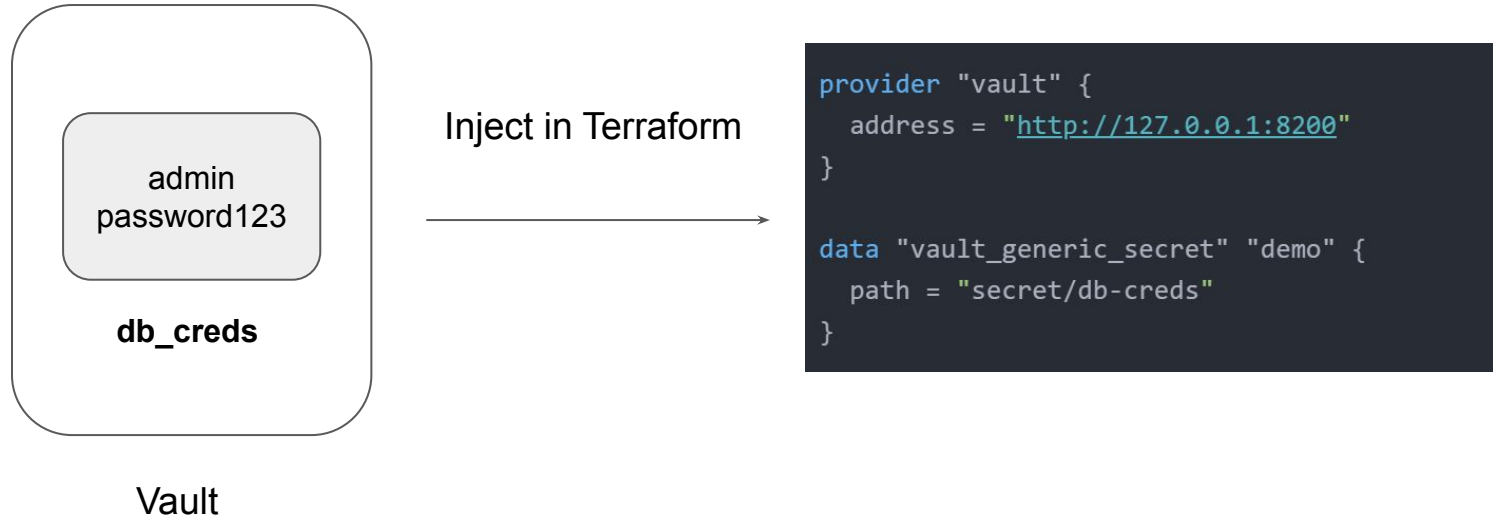 admin
password123
db_creds
Vault
Inject in Terraform
provider "vault" {
  address = "http://127.0.0.1:8200"
}
data "vault_generic_secret" "demo" {
  path = "secret/db-creds"
}